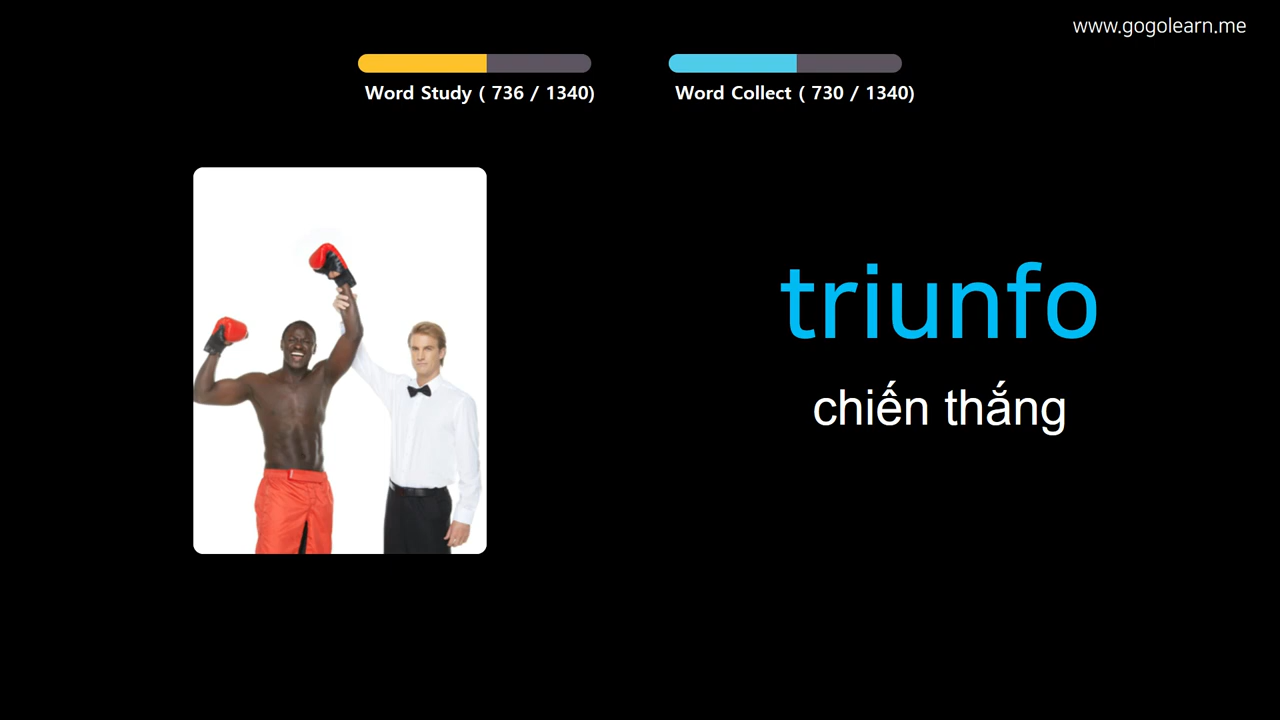 www.gogolearn.me
Word Study ( 736 / 1340)
Word Collect ( 730 / 1340)
triunfo
chiến thắng